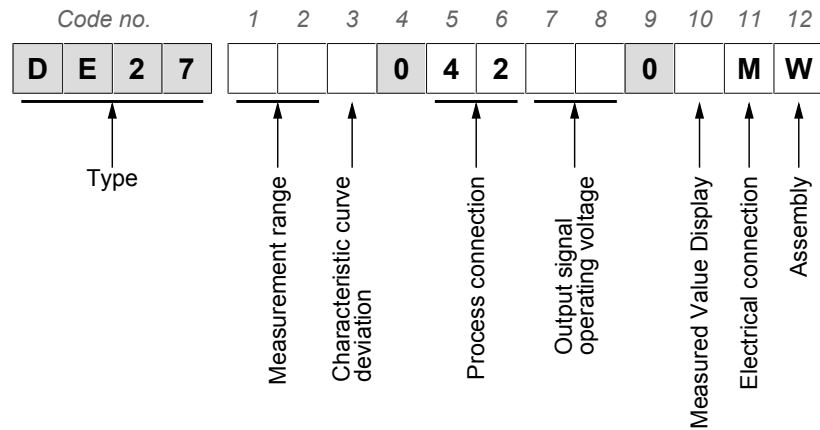 Code no. 1 2 3 4 5 6 7 8 9 10 11 12
D E 2 7 0 4 2 0 M W
Type
Measurement range
Characteristic curve
deviation
Process connection
Output signal
operating voltage
Measured Value Display
Electrical connection
Assembly